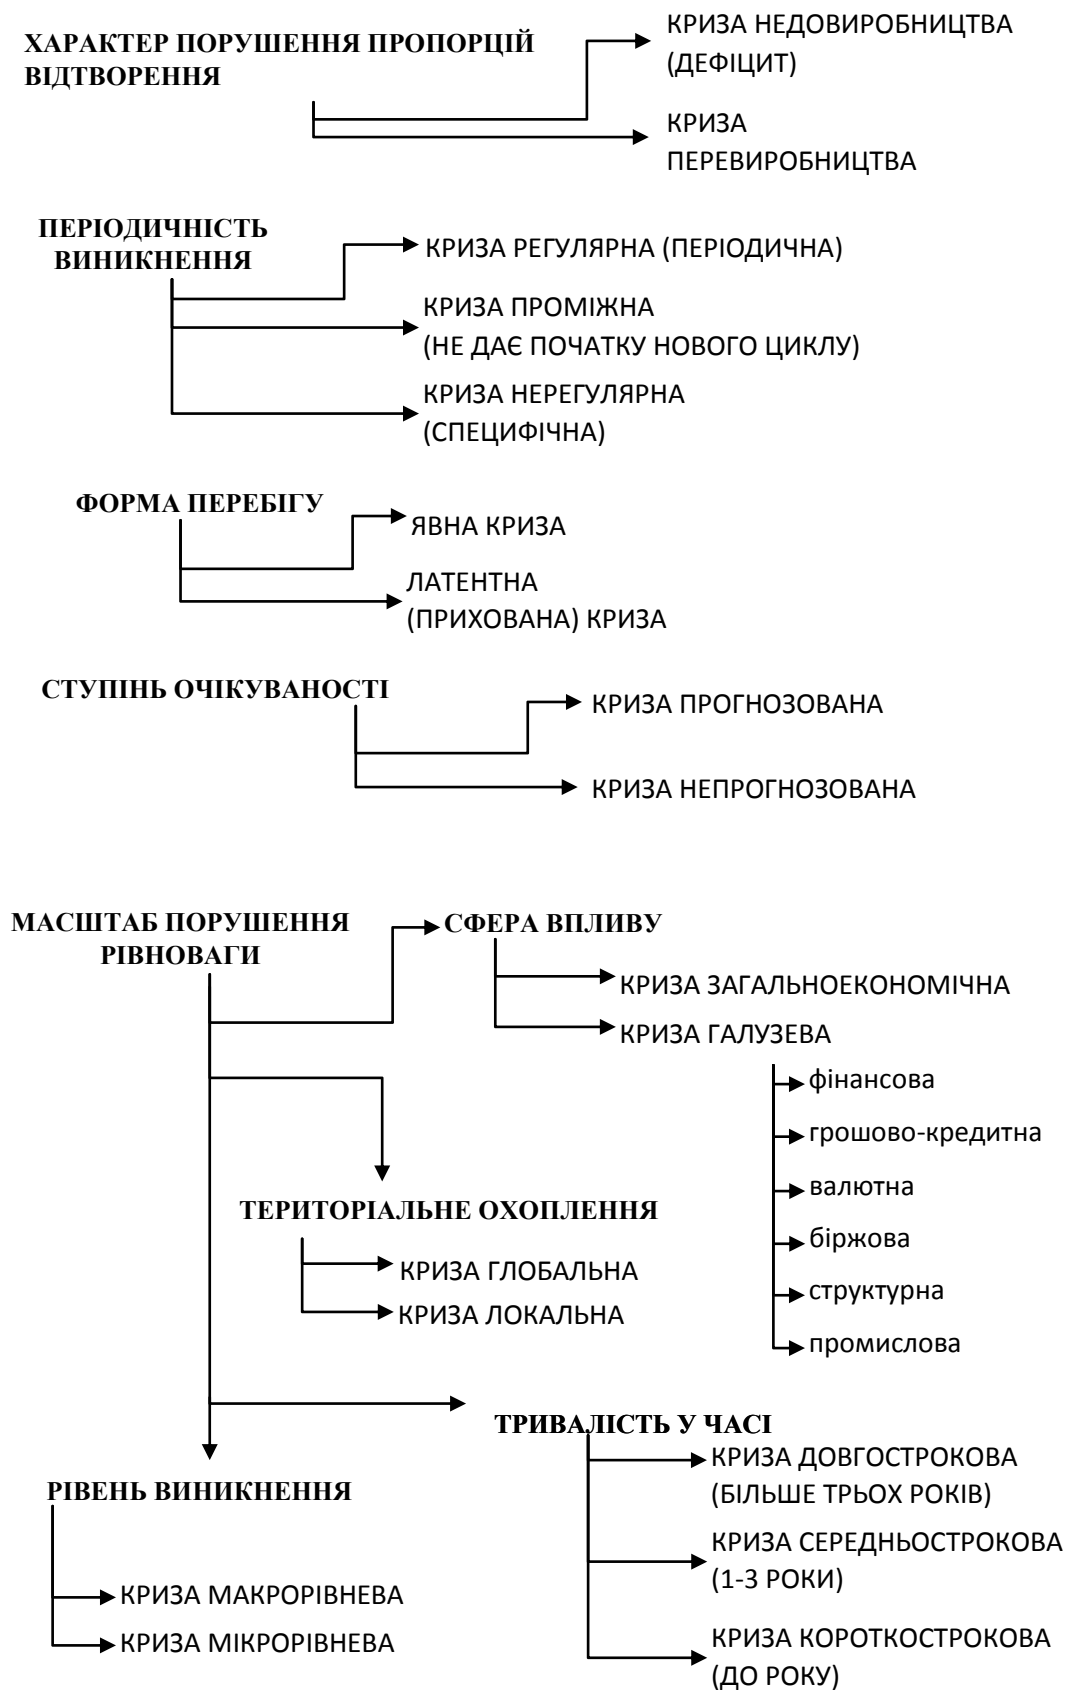 ХАРАКТЕР ПОРУШЕННЯ ПРОПОРЦІЙ
ВІДТВОРЕННЯ
КРИЗА НЕДОВИРОБНИЦТВА
(ДЕФІЦИТ)
КРИЗА
ПЕРЕВИРОБНИЦТВА
ПЕРІОДИЧНІСТЬ
ВИНИКНЕННЯ
КРИЗА РЕГУЛЯРНА (ПЕРІОДИЧНА)
КРИЗА ПРОМІЖНА
(НЕ ДАЄ ПОЧАТКУ НОВОГО ЦИКЛУ)
КРИЗА НЕРЕГУЛЯРНА
(СПЕЦИФІЧНА)
ФОРМА ПЕРЕБІГУ
ЯВНА КРИЗА
ЛАТЕНТНА
(ПРИХОВАНА) КРИЗА
СТУПІНЬ ОЧІКУВАНОСТІ
КРИЗА ПРОГНОЗОВАНА
КРИЗА НЕПРОГНОЗОВАНА
МАСШТАБ ПОРУШЕННЯ
РІВНОВАГИ
СФЕРА ВПЛИВУ
КРИЗА ЗАГАЛЬНОЕКОНОМІЧНА
КРИЗА ГАЛУЗЕВА
фінансова
грошово-кредитна
валютна
біржова
структурна
промислова
ТЕРИТОРІАЛЬНЕ ОХОПЛЕННЯ
КРИЗА ГЛОБАЛЬНА
КРИЗА ЛОКАЛЬНА
ТРИВАЛІСТЬ У ЧАСІ
КРИЗА ДОВГОСТРОКОВА
(БІЛЬШЕ ТРЬОХ РОКІВ)
КРИЗА СЕРЕДНЬОСТРОКОВА
(1-3 РОКИ)
КРИЗА КОРОТКОСТРОКОВА
(ДО РОКУ)
РІВЕНЬ ВИНИКНЕННЯ
КРИЗА МАКРОРІВНЕВА
КРИЗА МІКРОРІВНЕВА